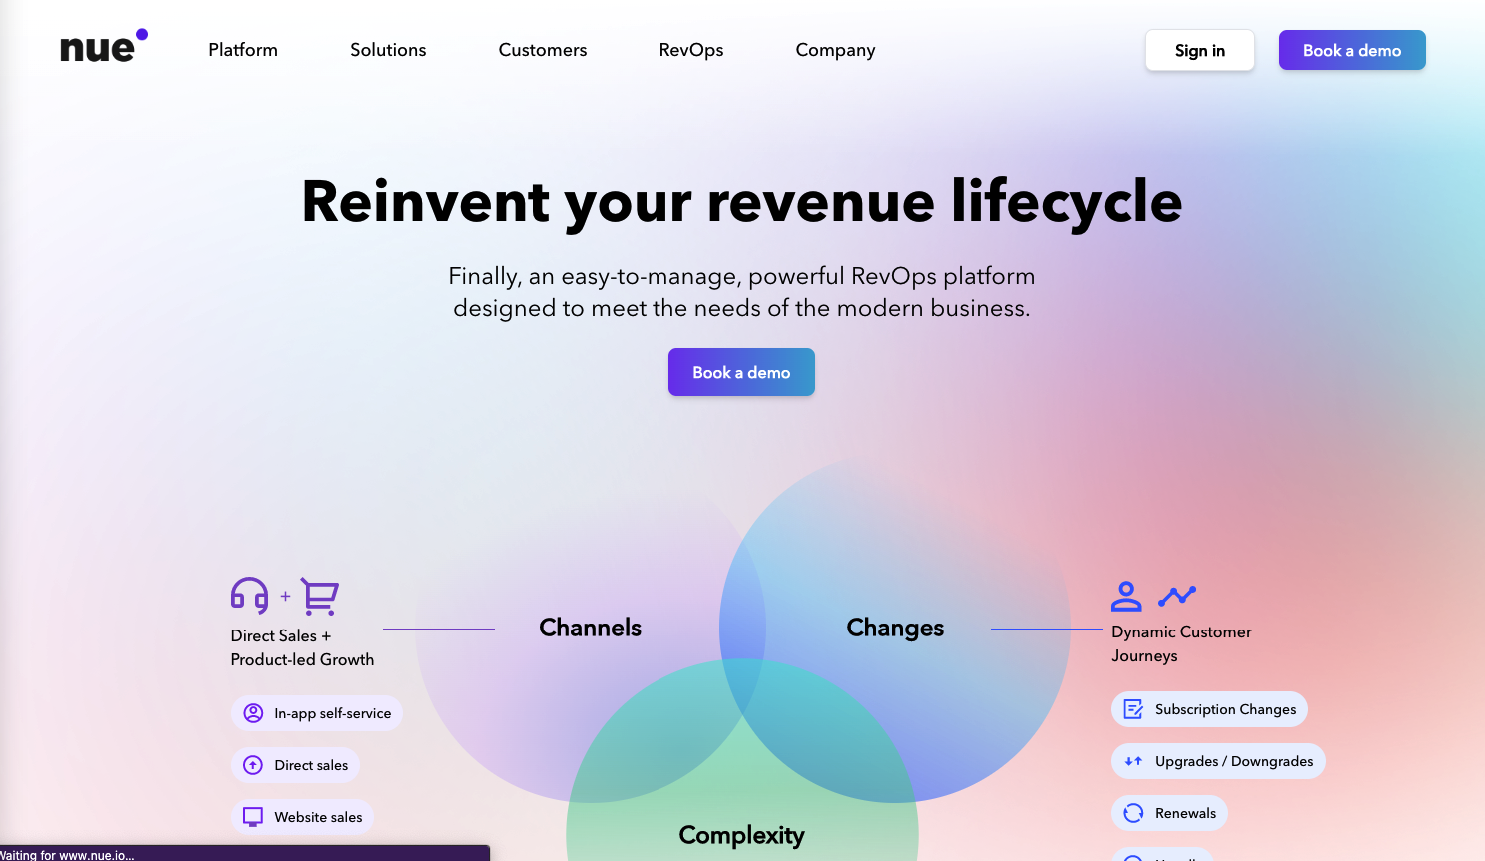 nue
Platform
Solutions
Customers
RevOps
Company
Sign in
Book a demo
Reinvent your revenue lifecycle
Finally, an easy-to-manage, powerful RevOps platform
designed to meet the needs of the modern business.
Book a demo
+
Direct Sales +
Product-led Growth
In-app self-service
Direct sales
Website sales
Channels
Changes
Complexity
Dynamic Customer
Journeys
Subscription Changes
Upgrades / Downgrades
Renewals
Waiting for www.nue.io...